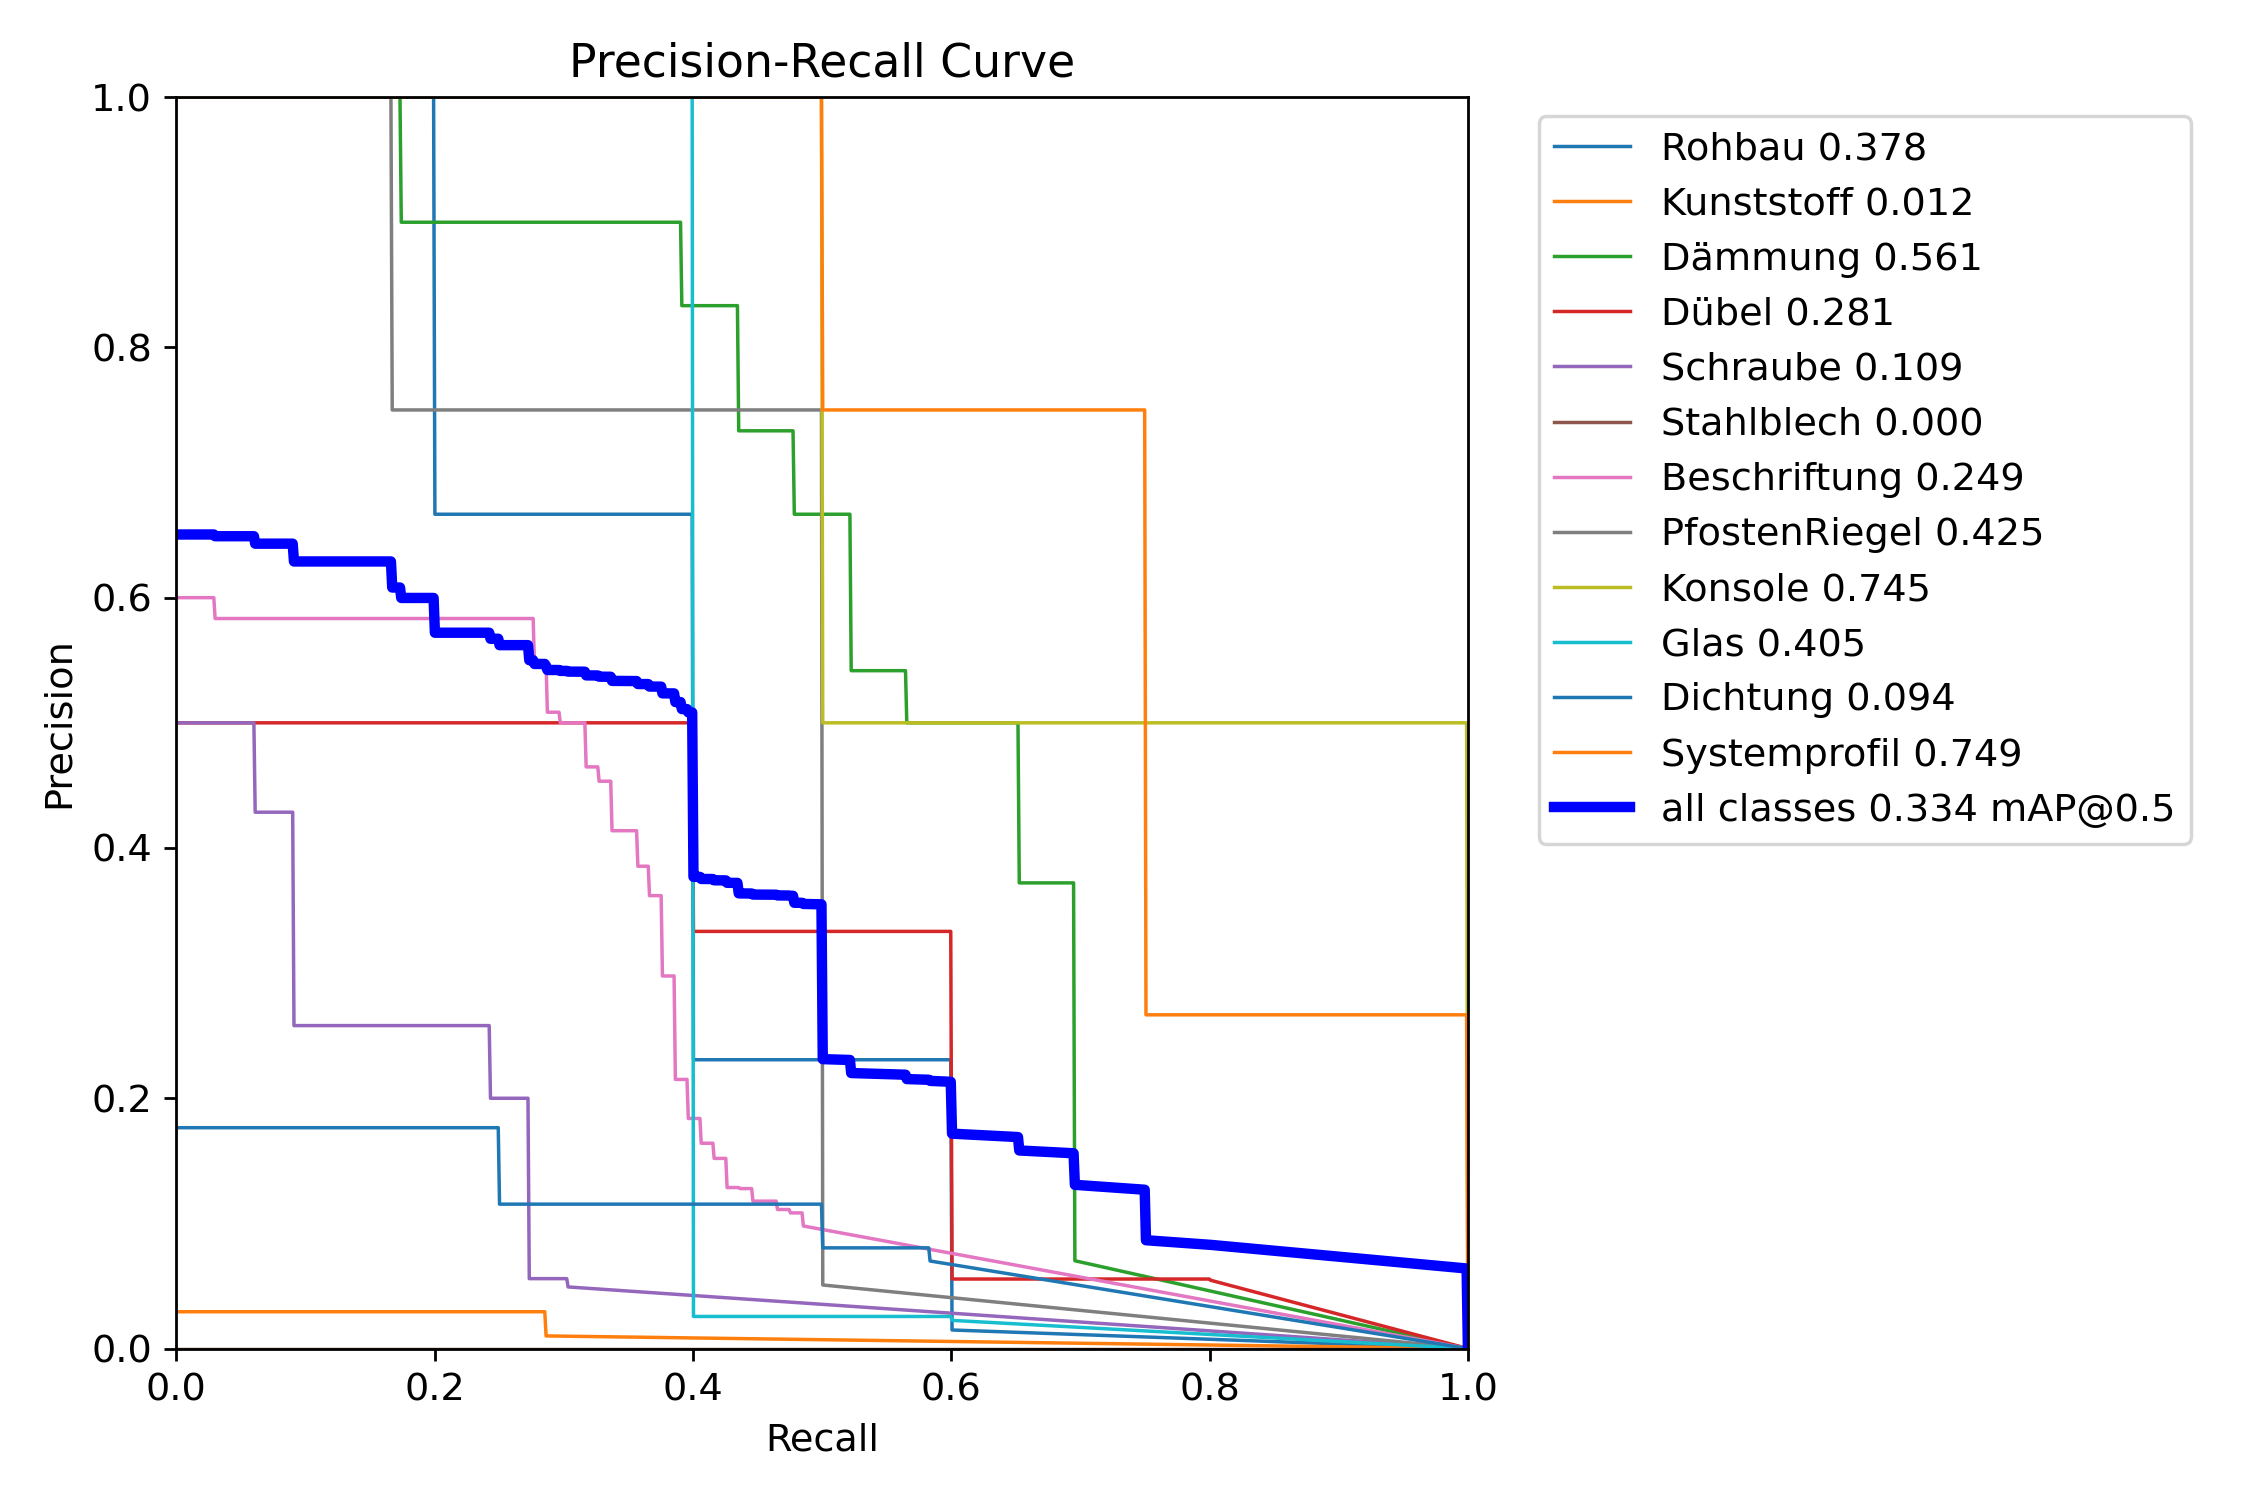 Precision-Recall Curve
1.0
0.8
0.6
0.4
0.2
0.0
Precision
0.0 0.2 0.4 0.6 0.8 1.0
Recall
Rohbau 0.378
Kunststoff 0.012
Dämmung 0.561
Dübel 0.281
Schraube 0.109
Stahlblech 0.000
Beschriftung 0.249
PfostenRiegel 0.425
Konsole 0.745
Glas 0.405
Dichtung 0.094
Systemprofil 0.749
all classes 0.334 mAP@0.5